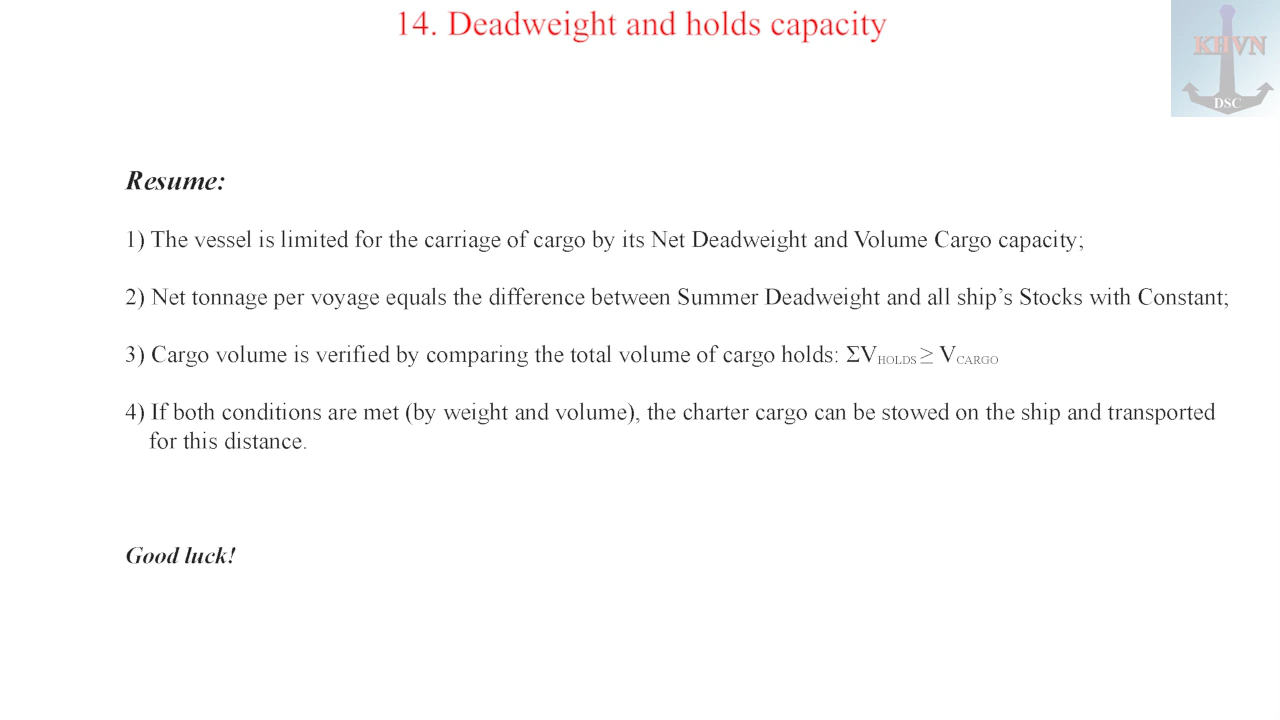 14. Deadweight and holds capacity
KHVN
DSC
Resume:
1) The vessel is limited for the carriage of cargo by its Net Deadweight and Volume Cargo capacity;
2) Net tonnage per voyage equals the difference between Summer Deadweight and all ship's Stocks with Constant;
3) Cargo volume is verified by comparing the total volume of cargo holds: ΣV HOLDS ≥ V CARGO
4) If both conditions are met (by weight and volume), the charter cargo can be stowed on the ship and transported
for this distance.
Good luck!